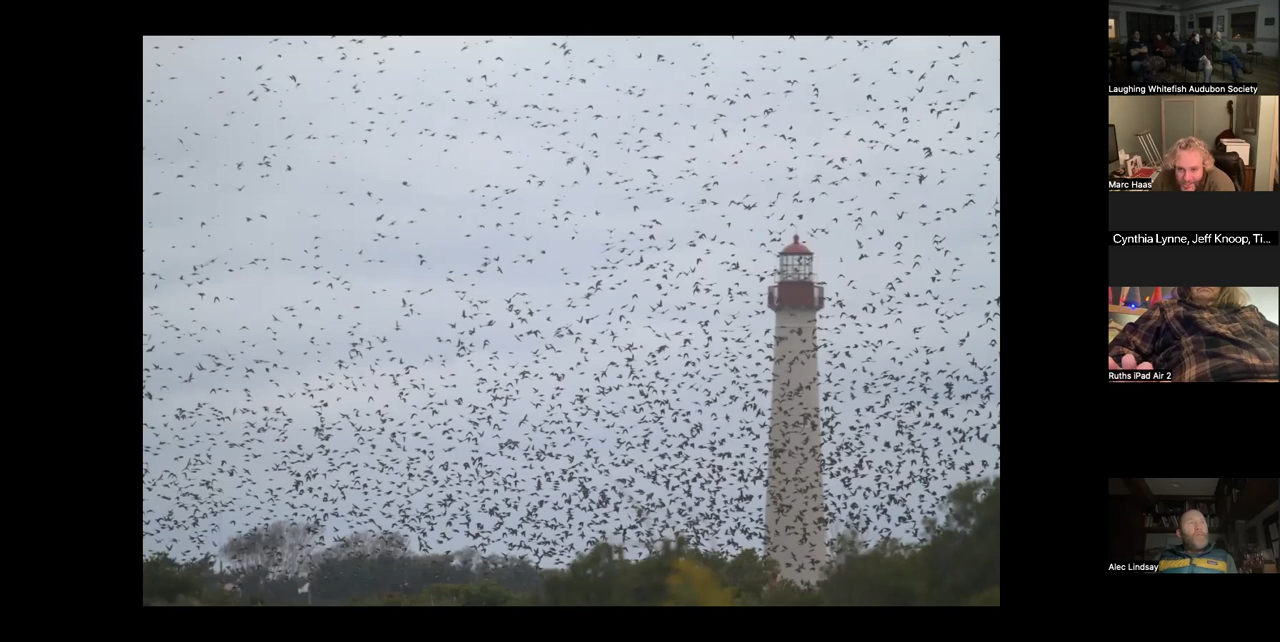 Laughing Whitefish Audubon Society
Marc Haas
Cynthia Lynne, Jeff Knoop, Ti...
Ruths iPad Air 2
Alec Lindsay